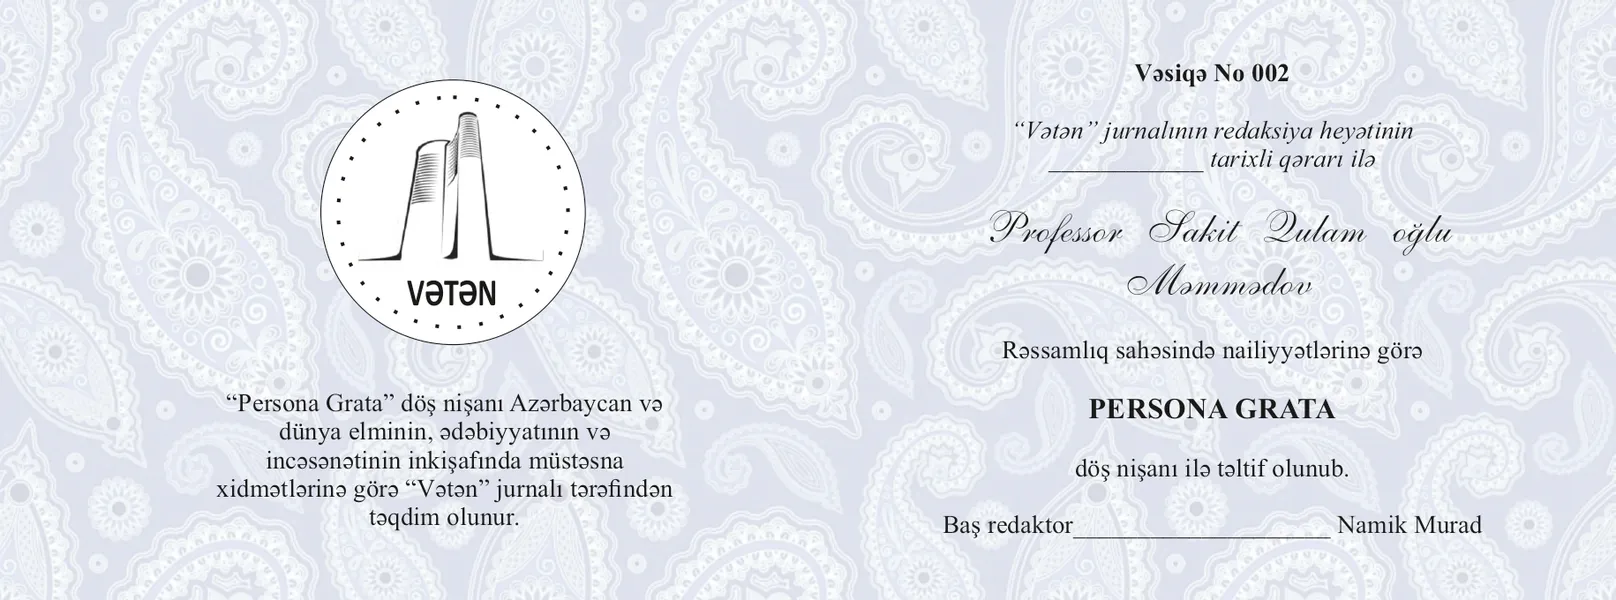 VƏTƏN
“Persona Grata” döş nişanı Azərbaycan və
dünya elminin, ədəbiyyatının və
incəsənətinin inkişafında müstəsna
xidmətlərinə görə “Vətən” jurnalı tərəfindən
təqdim olunur.
Vəsiqə No 002
“Vətən” jurnalının redaksiya heyətinin
____________ tarixli qərarı ilə
Professor Sakit Qulam oğlu
Məmmədov
Rəssamlıq sahəsində nailiyyətlərinə görə
PERSONA GRATA
döş nişanı ilə təltif olunub.
Baş redaktor____________________ Namik Murad